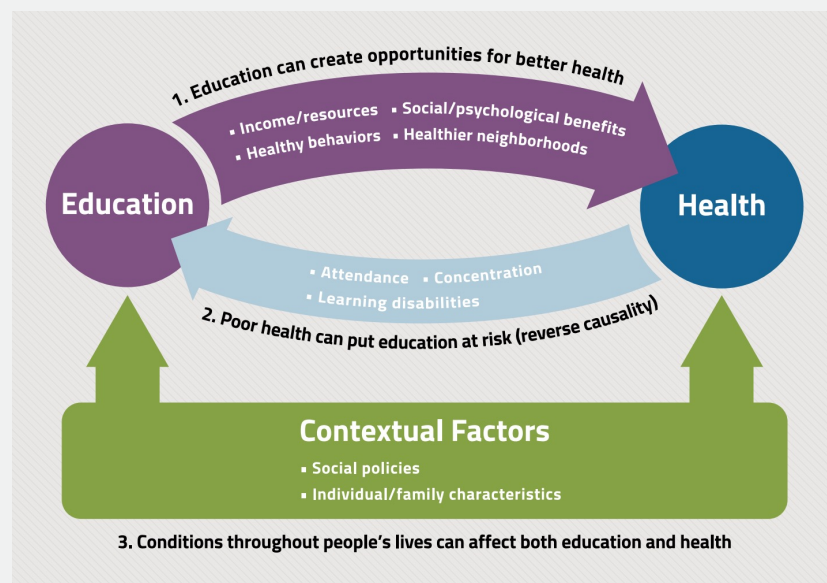 1. Education can create opportunities for better health
▪ Income/resources ▪ Social/psychological benefits
▪ Healthy behaviors ▪ Healthier neighborhoods
Education
Health
▪ Attendance ▪ Concentration
▪ Learning disabilities
2. Poor health can put education at risk (reverse causality)
Contextual Factors
▪ Social policies
▪ Individual/family characteristics
3. Conditions throughout people's lives can affect both education and health